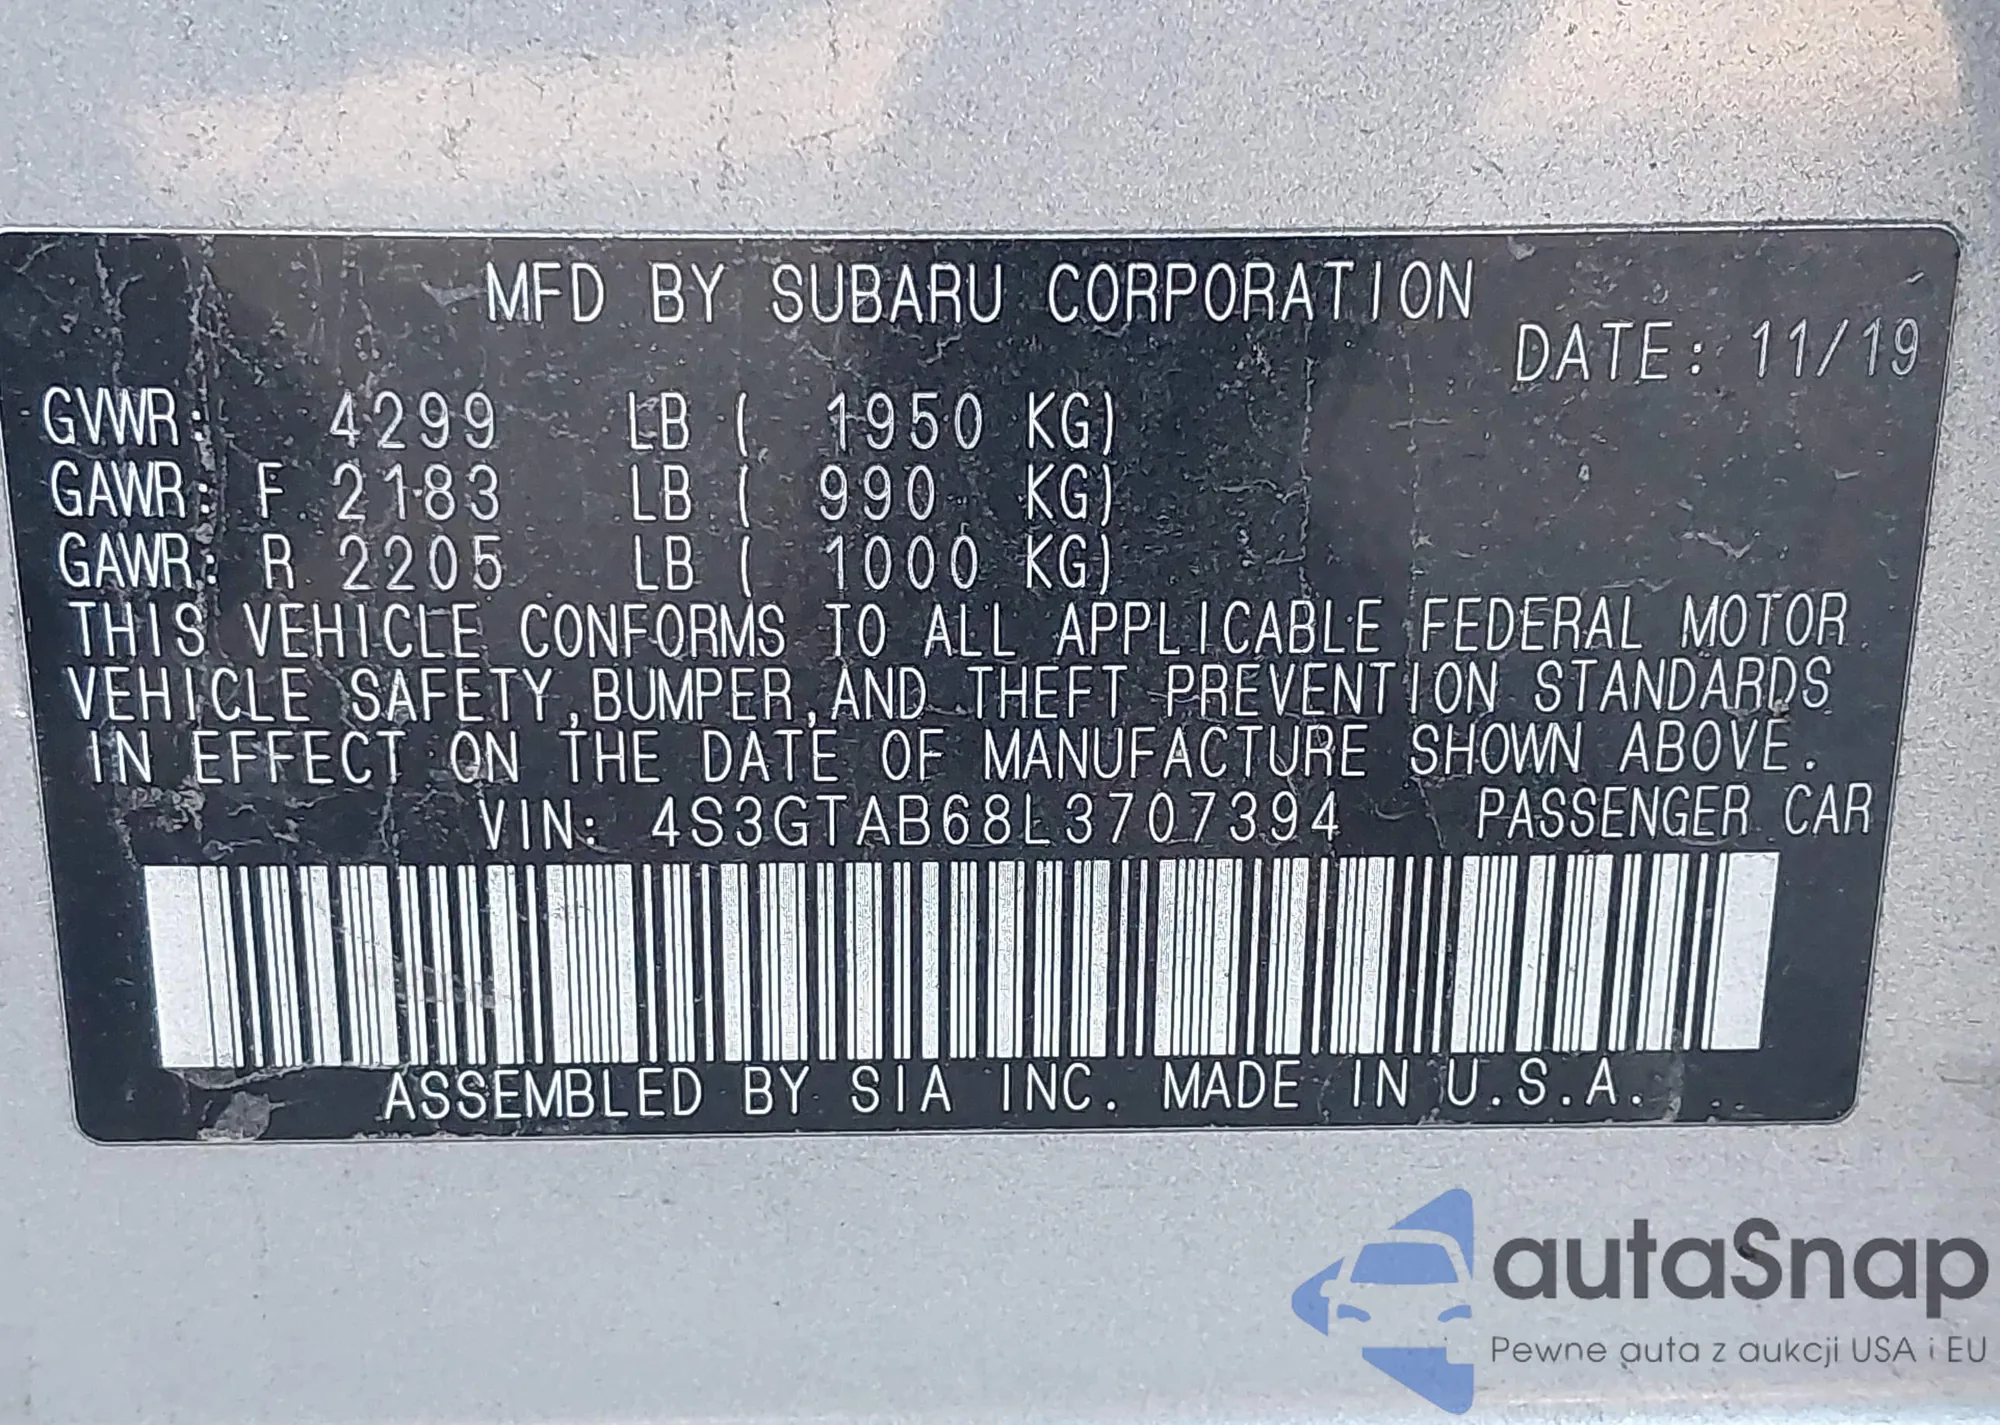 MFD BY SUBARU CORPORATION
DATE: 11/19
GVWR: 4299 LB ( 1950 KG)
GAWR: F 2183 LB ( 990 KG)
GAWR: R 2205 LB ( 1000 KG)
THIS VEHICLE CONFORMS TO ALL APPLICABLE FEDERAL MOTOR
VEHICLE SAFETY,BUMPER,AND THEFT PREVENTION STANDARDS
IN EFFECT ON THE DATE OF MANUFACTURE SHOWN ABOVE.
VIN: 4S3GTAB68L3707394 PASSENGER CAR
ASSEMBLED BY SIA INC. MADE IN U.S.A.
autaSnap
Pewne auta z aukcji USA i EU